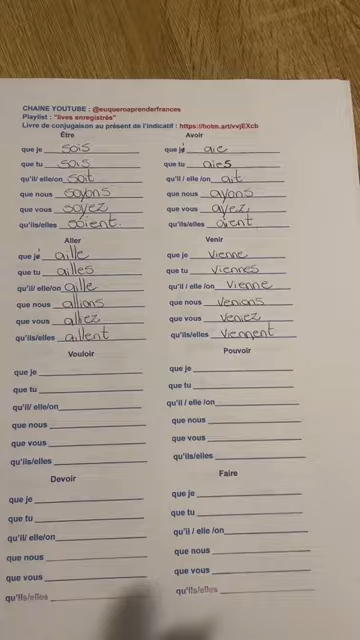 CHAINE YOUTUBE : @euqueroaprenderfrances
Playlist : "lives enregistrés"
Livre de conjugaison au présent de l'indicatif : https://hotm.art/vvjEXcb
Être
que je sois
que tu sois
qu'il/ elle/on soit
que nous soyons
que vous soyez
qu'ils/elles soient.
Avoir
que j' aie
que tu aies
qu'il / elle /on ait
que nous ayons
que vous ayez
qu'ils/elles aient
Aller
que j' aille
que tu ailles
qu'il/ elle/on aille
que nous allions
que vous alliez
qu'ils/elles aillent
Venir
que je vienne
que tu viennes
qu'il / elle /on vienne
que nous venions
que vous veniez
qu'ils/elles viennent
Vouloir
que je
que tu
qu'il/ elle/on
que nous
que vous
qu'ils/elles
Pouvoir
que je
que tu
qu'il / elle /on
que nous
que vous
qu'ils/elles
Devoir
que je
que tu
qu'il/ elle/on
que nous
que vous
qu'ils/elles
Faire
que je
que tu
qu'il / elle/on
que nous
que vous
qu'ils/elles